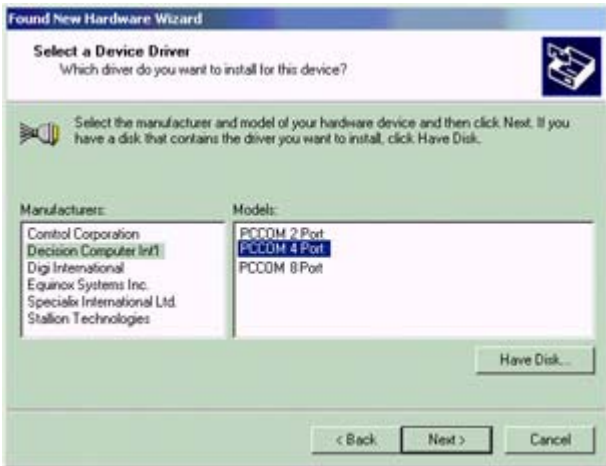 Found New Hardware Wizard
Select a Device Driver
Which driver do you want to install for this device?
Select the manufacturer and model of your hardware device and then click Next. If you
have a disk that contains the driver you want to install, click Have Disk.
Manufacturers:
Comtrol Corporation
Decision Computer Int'l
Digi International
Equinox Systems Inc.
Specialix International Ltd.
Stallion Technologies
Models:
PCCOM 2 Port
PCCOM 4 Port
PCCOM 8 Port
Have Disk...
< Back
Next >
Cancel